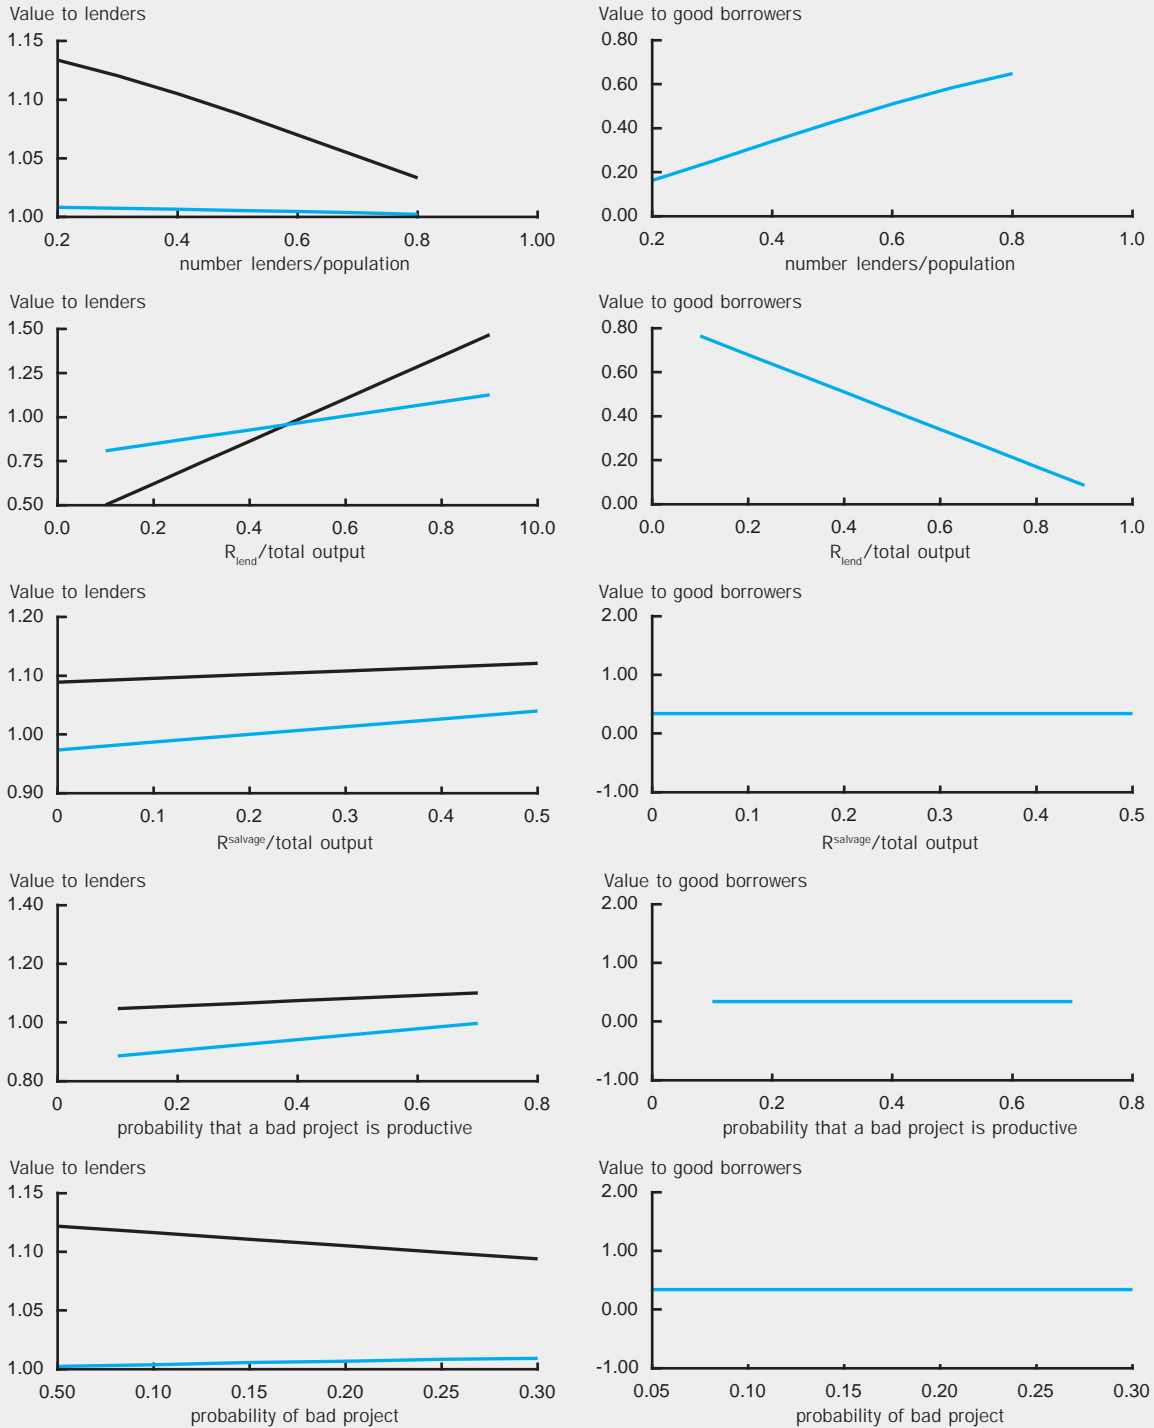 Value to lenders
1.15
1.10
1.05
1.00
0.2 0.4 0.6 0.8 1.00
number lenders/population
Value to good borrowers
0.80
0.60
0.40
0.20
0.00
0.2 0.4 0.6 0.8 1.0
number lenders/population
Value to lenders
1.50
1.25
1.00
0.75
0.50
0.0 0.2 0.4 0.6 0.8 10.0
Rlend/total output
Value to good borrowers
0.80
0.60
0.40
0.20
0.00
0.0 0.2 0.4 0.6 0.8 1.0
Rlend/total output
Value to lenders
1.20
1.10
1.00
0.90
0 0.1 0.2 0.3 0.4 0.5
Rsalvage/total output
Value to good borrowers
2.00
1.00
0.00
-1.00
0 0.1 0.2 0.3 0.4 0.5
Rsalvage/total output
Value to lenders
1.40
1.20
1.00
0.80
0 0.2 0.4 0.6 0.8
probability that a bad project is productive
Value to good borrowers
2.00
1.00
0.00
-1.00
0 0.2 0.4 0.6 0.8
probability that a bad project is productive
Value to lenders
1.15
1.10
1.05
1.00
0.50 0.10 0.15 0.20 0.25 0.30
probability of bad project
Value to good borrowers
2.00
1.00
0.00
-1.00
0.05 0.10 0.15 0.20 0.25 0.30
probability of bad project